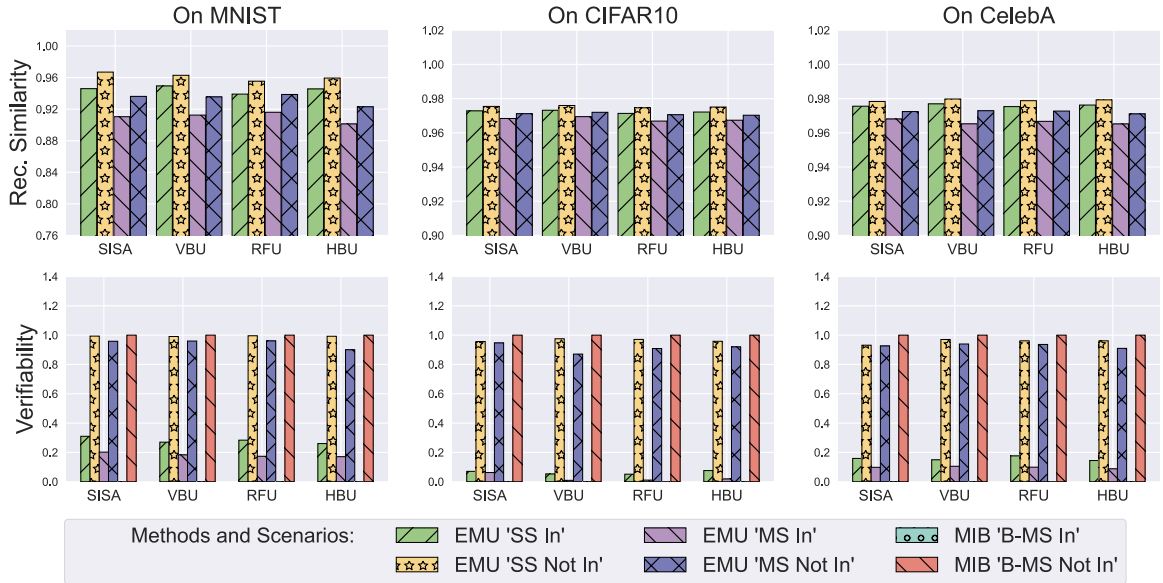 On MNIST
On CIFAR10
On CelebA
Rec. Similarity
1.00
0.96
0.92
0.88
0.84
0.80
0.76
SISA VBU RFU HBU
1.02
1.00
0.98
0.96
0.94
0.92
0.90
SISA VBU RFU HBU
1.02
1.00
0.98
0.96
0.94
0.92
0.90
SISA VBU RFU HBU
Verifiability
1.4
1.2
1.0
0.8
0.6
0.4
0.2
0.0
SISA VBU RFU HBU
1.4
1.2
1.0
0.8
0.6
0.4
0.2
0.0
SISA VBU RFU HBU
1.4
1.2
1.0
0.8
0.6
0.4
0.2
0.0
SISA VBU RFU HBU
Methods and Scenarios:
EMU 'SS In'
EMU 'MS In'
MIB 'B-MS In'
EMU 'SS Not In'
EMU 'MS Not In'
MIB 'B-MS Not In'